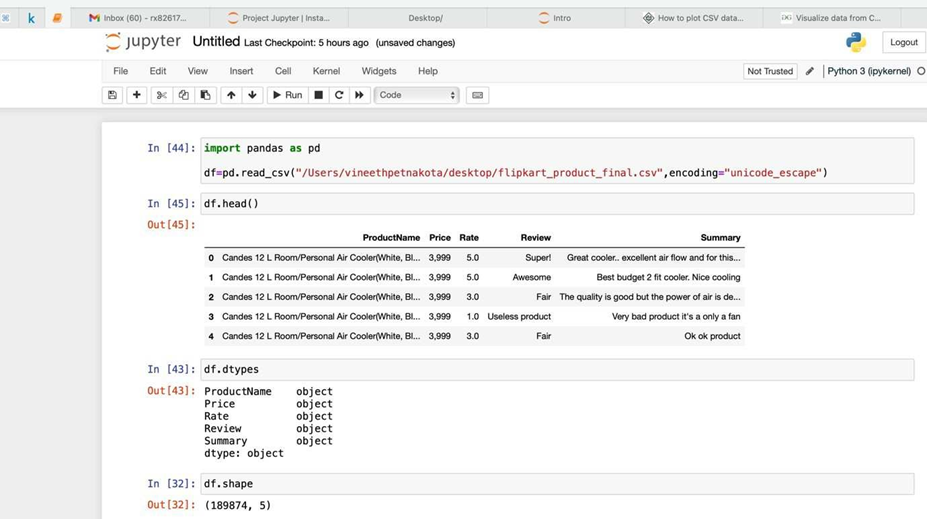 k
Inbox (60) - rx82617...
Project Jupyter | Insta...
Desktop/
Intro
How to plot CSV data...
Visualize data from C...
jupyter Untitled Last Checkpoint: 5 hours ago (unsaved changes)
Logout
File Edit View Insert Cell Kernel Widgets Help
Not Trusted
Python 3 (ipykernel)
Run
Code
In [44]: import pandas as pd
df=pd.read_csv("/Users/vineethpetnakota/desktop/flipkart_product_final.csv",encoding="unicode_escape")
In [45]: df.head()
Out[45]:
ProductName Price Rate Review Summary
0 Candes 12 L Room/Personal Air Cooler(White, Bl... 3,999 5.0 Super! Great cooler.. excellent air flow and for this...
1 Candes 12 L Room/Personal Air Cooler(White, Bl... 3,999 5.0 Awesome Best budget 2 fit cooler. Nice cooling
2 Candes 12 L Room/Personal Air Cooler(White, Bl... 3,999 3.0 Fair The quality is good but the power of air is de...
3 Candes 12 L Room/Personal Air Cooler(White, Bl... 3,999 1.0 Useless product Very bad product it's a only a fan
4 Candes 12 L Room/Personal Air Cooler(White, Bl... 3,999 3.0 Fair Ok ok product
In [43]: df.dtypes
Out[43]: ProductName object
Price object
Rate object
Review object
Summary object
dtype: object
In [32]: df.shape
Out[32]: (189874, 5)